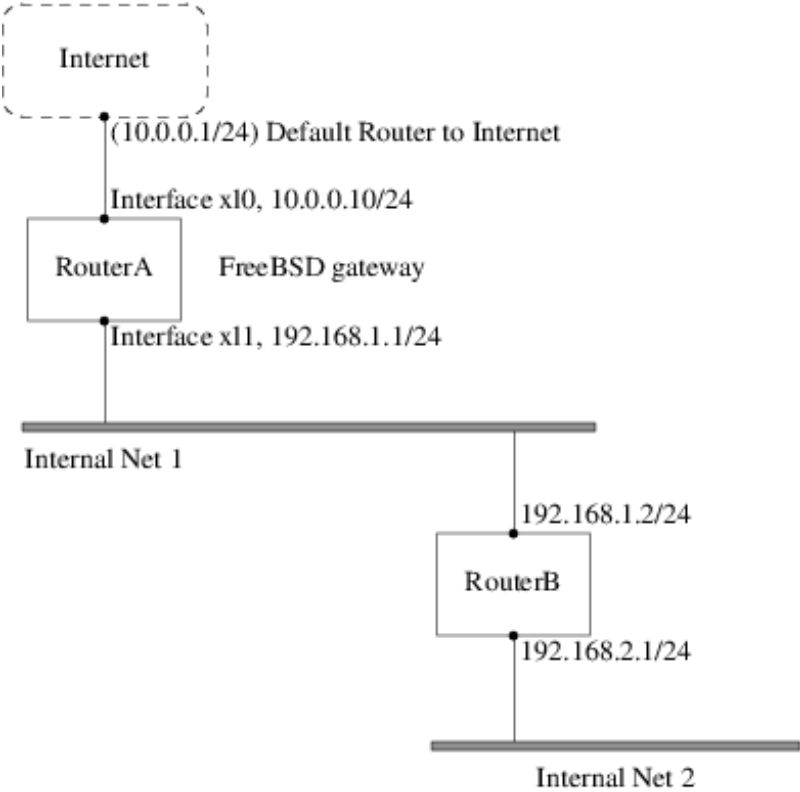 Internet
(10.0.0.1/24) Default Router to Internet
Interface xl0, 10.0.0.10/24
RouterA
FreeBSD gateway
Interface xl1, 192.168.1.1/24
Internal Net 1
192.168.1.2/24
RouterB
192.168.2.1/24
Internal Net 2